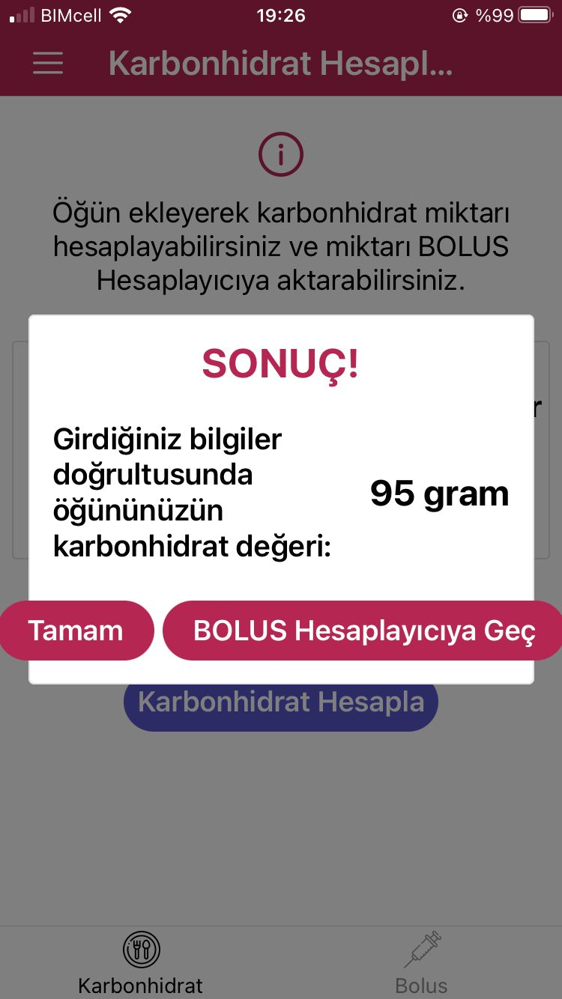 BIMcell 19:26 %99
Karbonhidrat Hesapl...
Öğün ekleyerek karbonhidrat miktarı
hesaplayabilirsiniz ve miktarı BOLUS
Hesaplayıcıya aktarabilirsiniz.
SONUÇ!
r
Girdiğiniz bilgiler
doğrultusunda
öğününüzün
karbonhidrat değeri:
95 gram
Tamam
BOLUS Hesaplayıcıya Geç
Karbonhidrat Hesapla
Karbonhidrat
Bolus